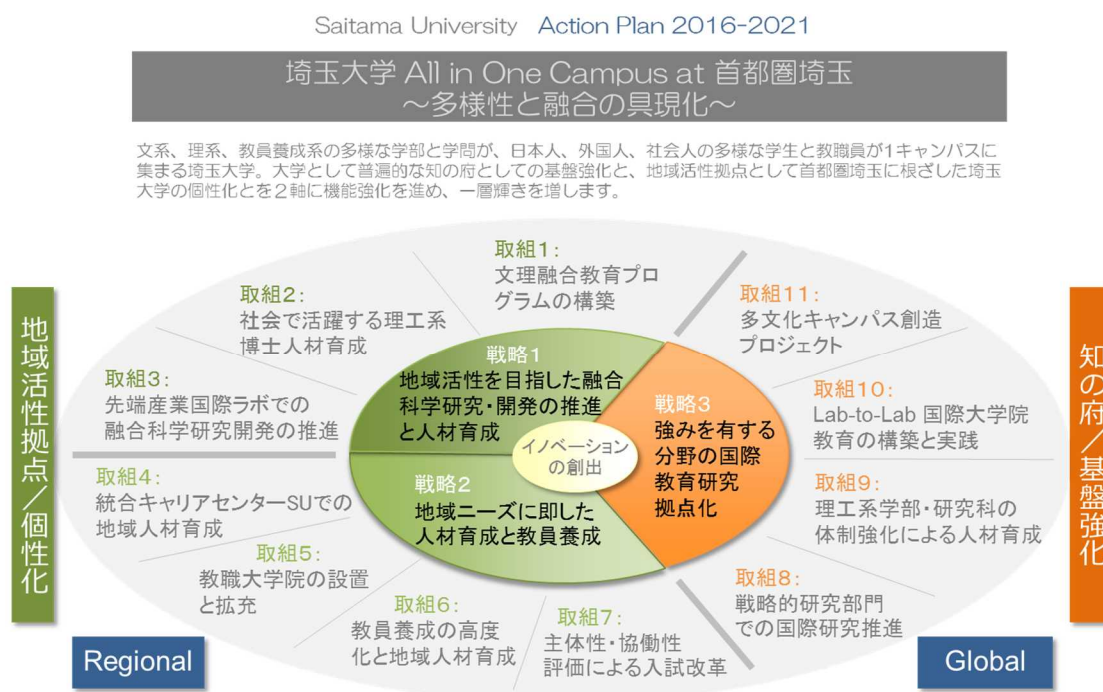 Saitama University Action Plan 2016-2021
埼玉大学 All in One Campus at 首都圏埼玉
～多様性と融合の具現化～
文系、理系、教員養成系の多様な学部と学問が、日本人、外国人、社会人の多様な学生と教職員が1キャンパスに
集まる埼玉大学。大学として普遍的な知の府としての基盤強化と、地域活性拠点として首都圏埼玉に根ざした埼玉
大学の個性化とを２軸に機能強化を進め、一層輝きを増します。
地域活性拠点／個性化
取組1：
文理融合教育プロ
グラムの構築
取組2：
社会で活躍する理工系
博士人材育成
取組3：
先端産業国際ラボでの
融合科学研究開発の推進
取組4：
統合キャリアセンターSUでの
地域人材育成
取組5：
教職大学院の設置
と拡充
取組6：
教員養成の高度
化と地域人材育成
取組7：
主体性・協働性
評価による入試改革
取組8：
戦略的研究部門
での国際研究推進
取組9：
理工系学部・研究科の
体制強化による人材育成
取組10：
Lab-to-Lab 国際大学院
教育の構築と実践
取組11：
多文化キャンパス創造
プロジェクト
戦略1
地域活性を目指した融合
科学研究・開発の推進
と人材育成
戦略2
地域ニーズに即した
人材育成と教員養成
戦略3
強みを有する
分野の国際
教育研究
拠点化
イノベーション
の創出
知の府／基盤強化
Regional
Global